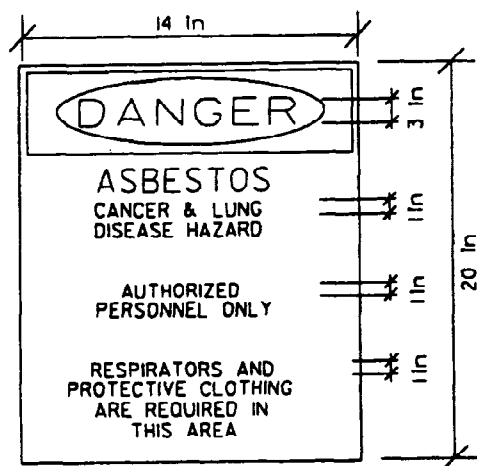 14 In
DANGER
3 In
ASBESTOS
CANCER & LUNG
DISEASE HAZARD
1 In
20 In
AUTHORIZED
PERSONNEL ONLY
1 In
RESPIRATORS AND
PROTECTIVE CLOTHING
ARE REQUIRED IN
THIS AREA
1 In